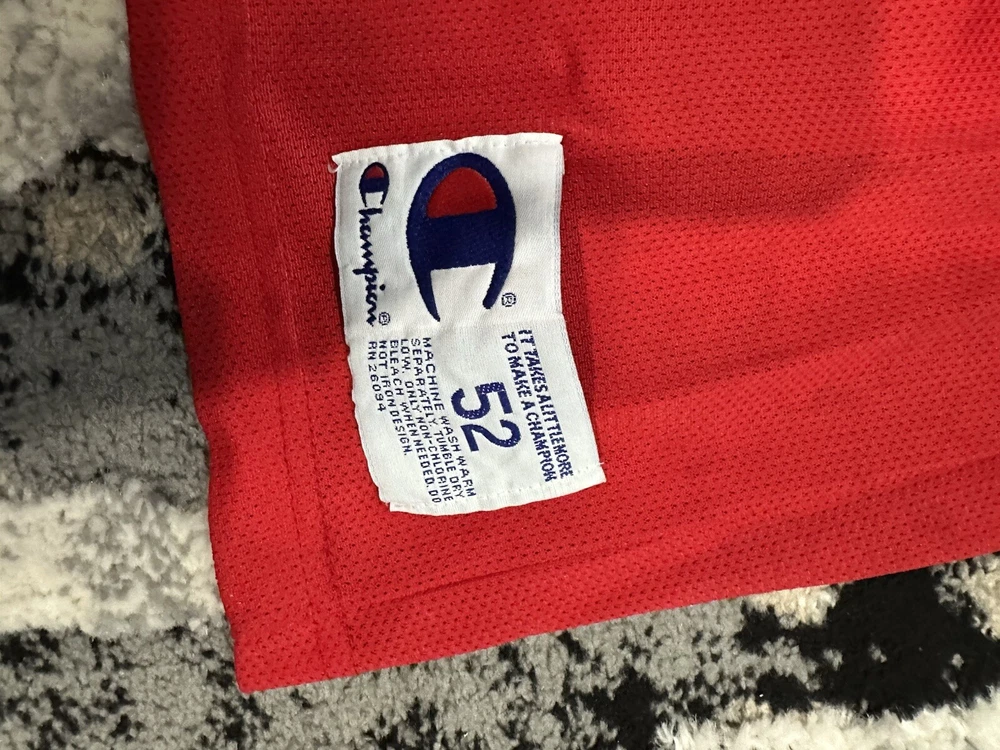 Champion®
®
IT TAKES A LITTLE MORE
TO MAKE A CHAMPION
52
MACHINE WASH WARM
SEPARATELY. TUMBLE DRY
LOW. ONLY NON-CHLORINE
BLEACH WHEN NEEDED. DO
NOT IRON DESIGN.
RN 26094